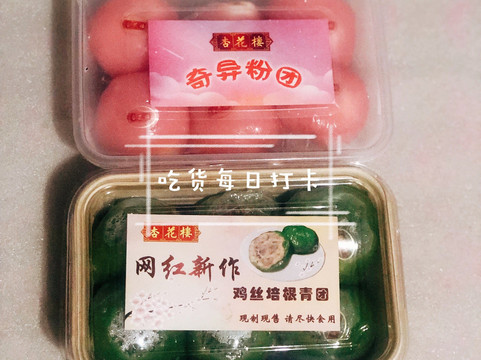 杏花楼
奇异粉团
吃货每日打卡
杏花楼
网红新作
鸡丝培根青团
现制现售 请尽快食用